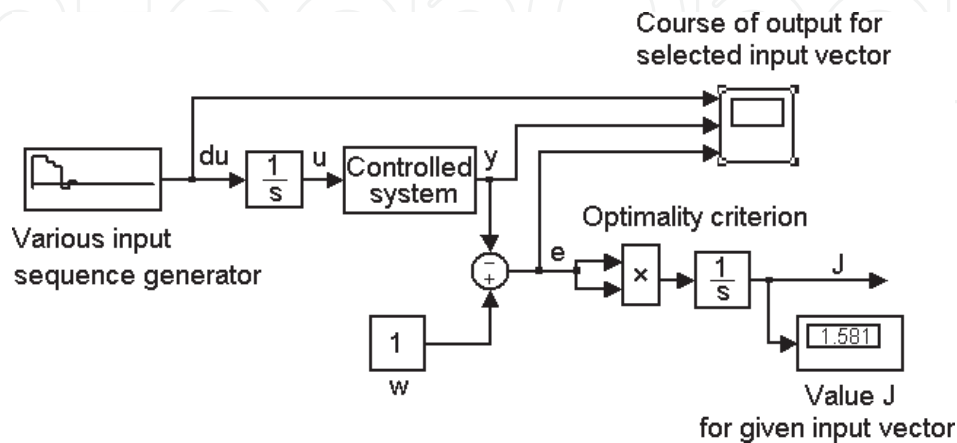 Course of output for
selected input vector
du
1/s
u
Controlled
system
y
Various input
sequence generator
Optimality criterion
e
−
+
×
1/s
J
1
w
1.581
Value J
for given input vector